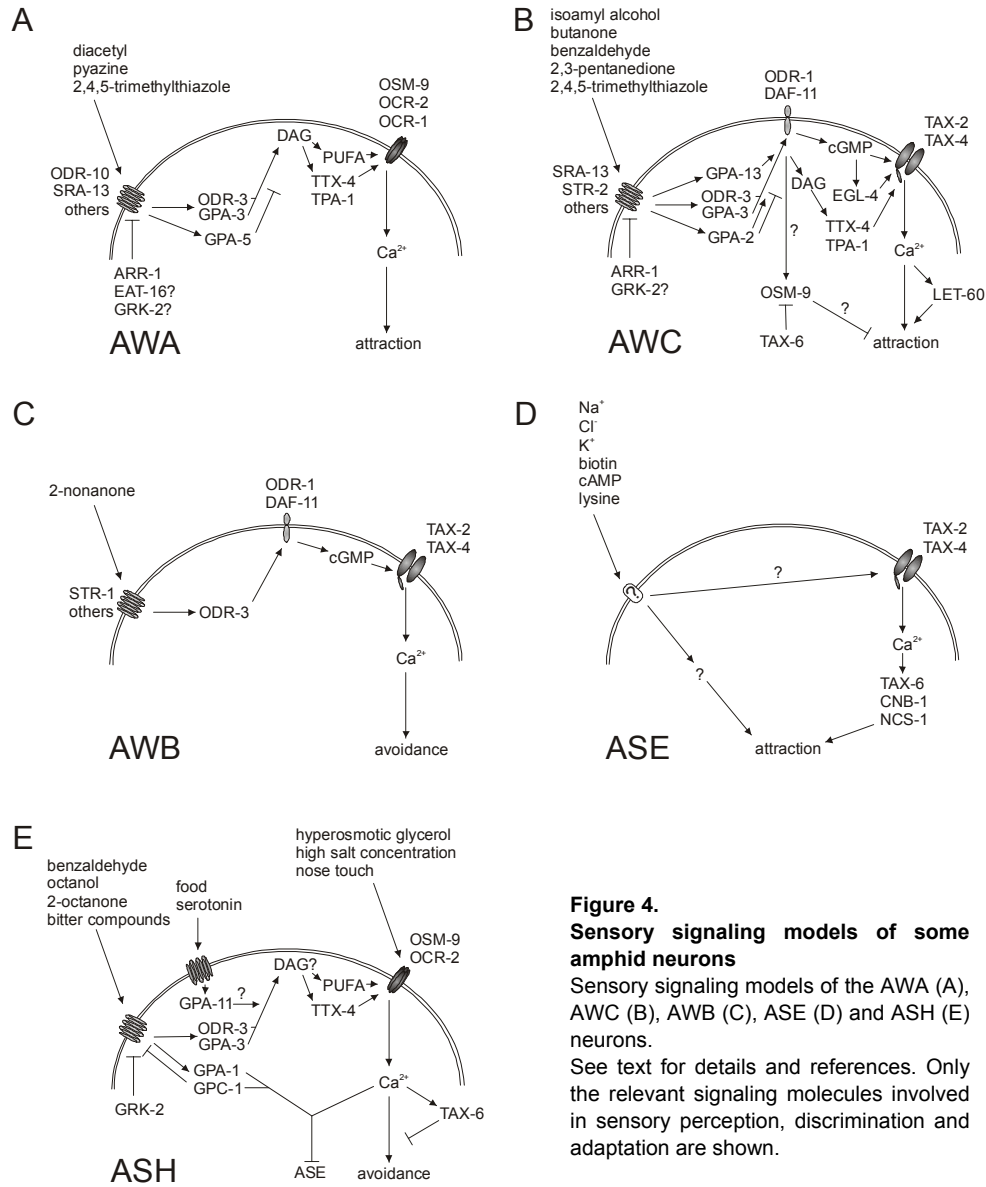 A
diacetyl
pyazine
2,4,5-trimethylthiazole
OSM-9
OCR-2
OCR-1
DAG
PUFA
TTX-4
TPA-1
ODR-10
SRA-13
others
ODR-3
GPA-3
GPA-5
Ca²⁺
ARR-1
EAT-16?
GRK-2?
AWA
attraction
B
isoamyl alcohol
butanone
benzaldehyde
2,3-pentanedione
2,4,5-trimethylthiazole
ODR-1
DAF-11
TAX-2
TAX-4
cGMP
SRA-13
STR-2
others
GPA-13
ODR-3
GPA-3
GPA-2
DAG
EGL-4
TTX-4
TPA-1
?
Ca²⁺
ARR-1
GRK-2?
OSM-9
?
LET-60
TAX-6
attraction
AWC
C
2-nonanone
ODR-1
DAF-11
TAX-2
TAX-4
cGMP
STR-1
others
ODR-3
Ca²⁺
AWB
avoidance
D
Na⁺
Cl⁻
K⁺
biotin
cAMP
lysine
TAX-2
TAX-4
?
Ca²⁺
?
TAX-6
CNB-1
NCS-1
ASE
attraction
E
benzaldehyde
octanol
2-octanone
bitter compounds
food
serotonin
hyperosmotic glycerol
high salt concentration
nose touch
OSM-9
OCR-2
DAG?
PUFA
TTX-4
GPA-11
?
ODR-3
GPA-3
GPA-1
GPC-1
GRK-2
Ca²⁺
TAX-6
ASH
ASE
avoidance
Figure 4.
Sensory signaling models of some
amphid neurons
Sensory signaling models of the AWA (A),
AWC (B), AWB (C), ASE (D) and ASH (E)
neurons.
See text for details and references. Only
the relevant signaling molecules involved
in sensory perception, discrimination and
adaptation are shown.